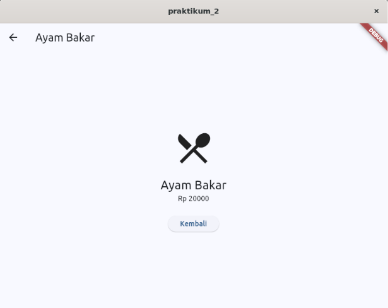 praktikum_2
Ayam Bakar
DEBUG
Ayam Bakar
Rp 20000
Kembali